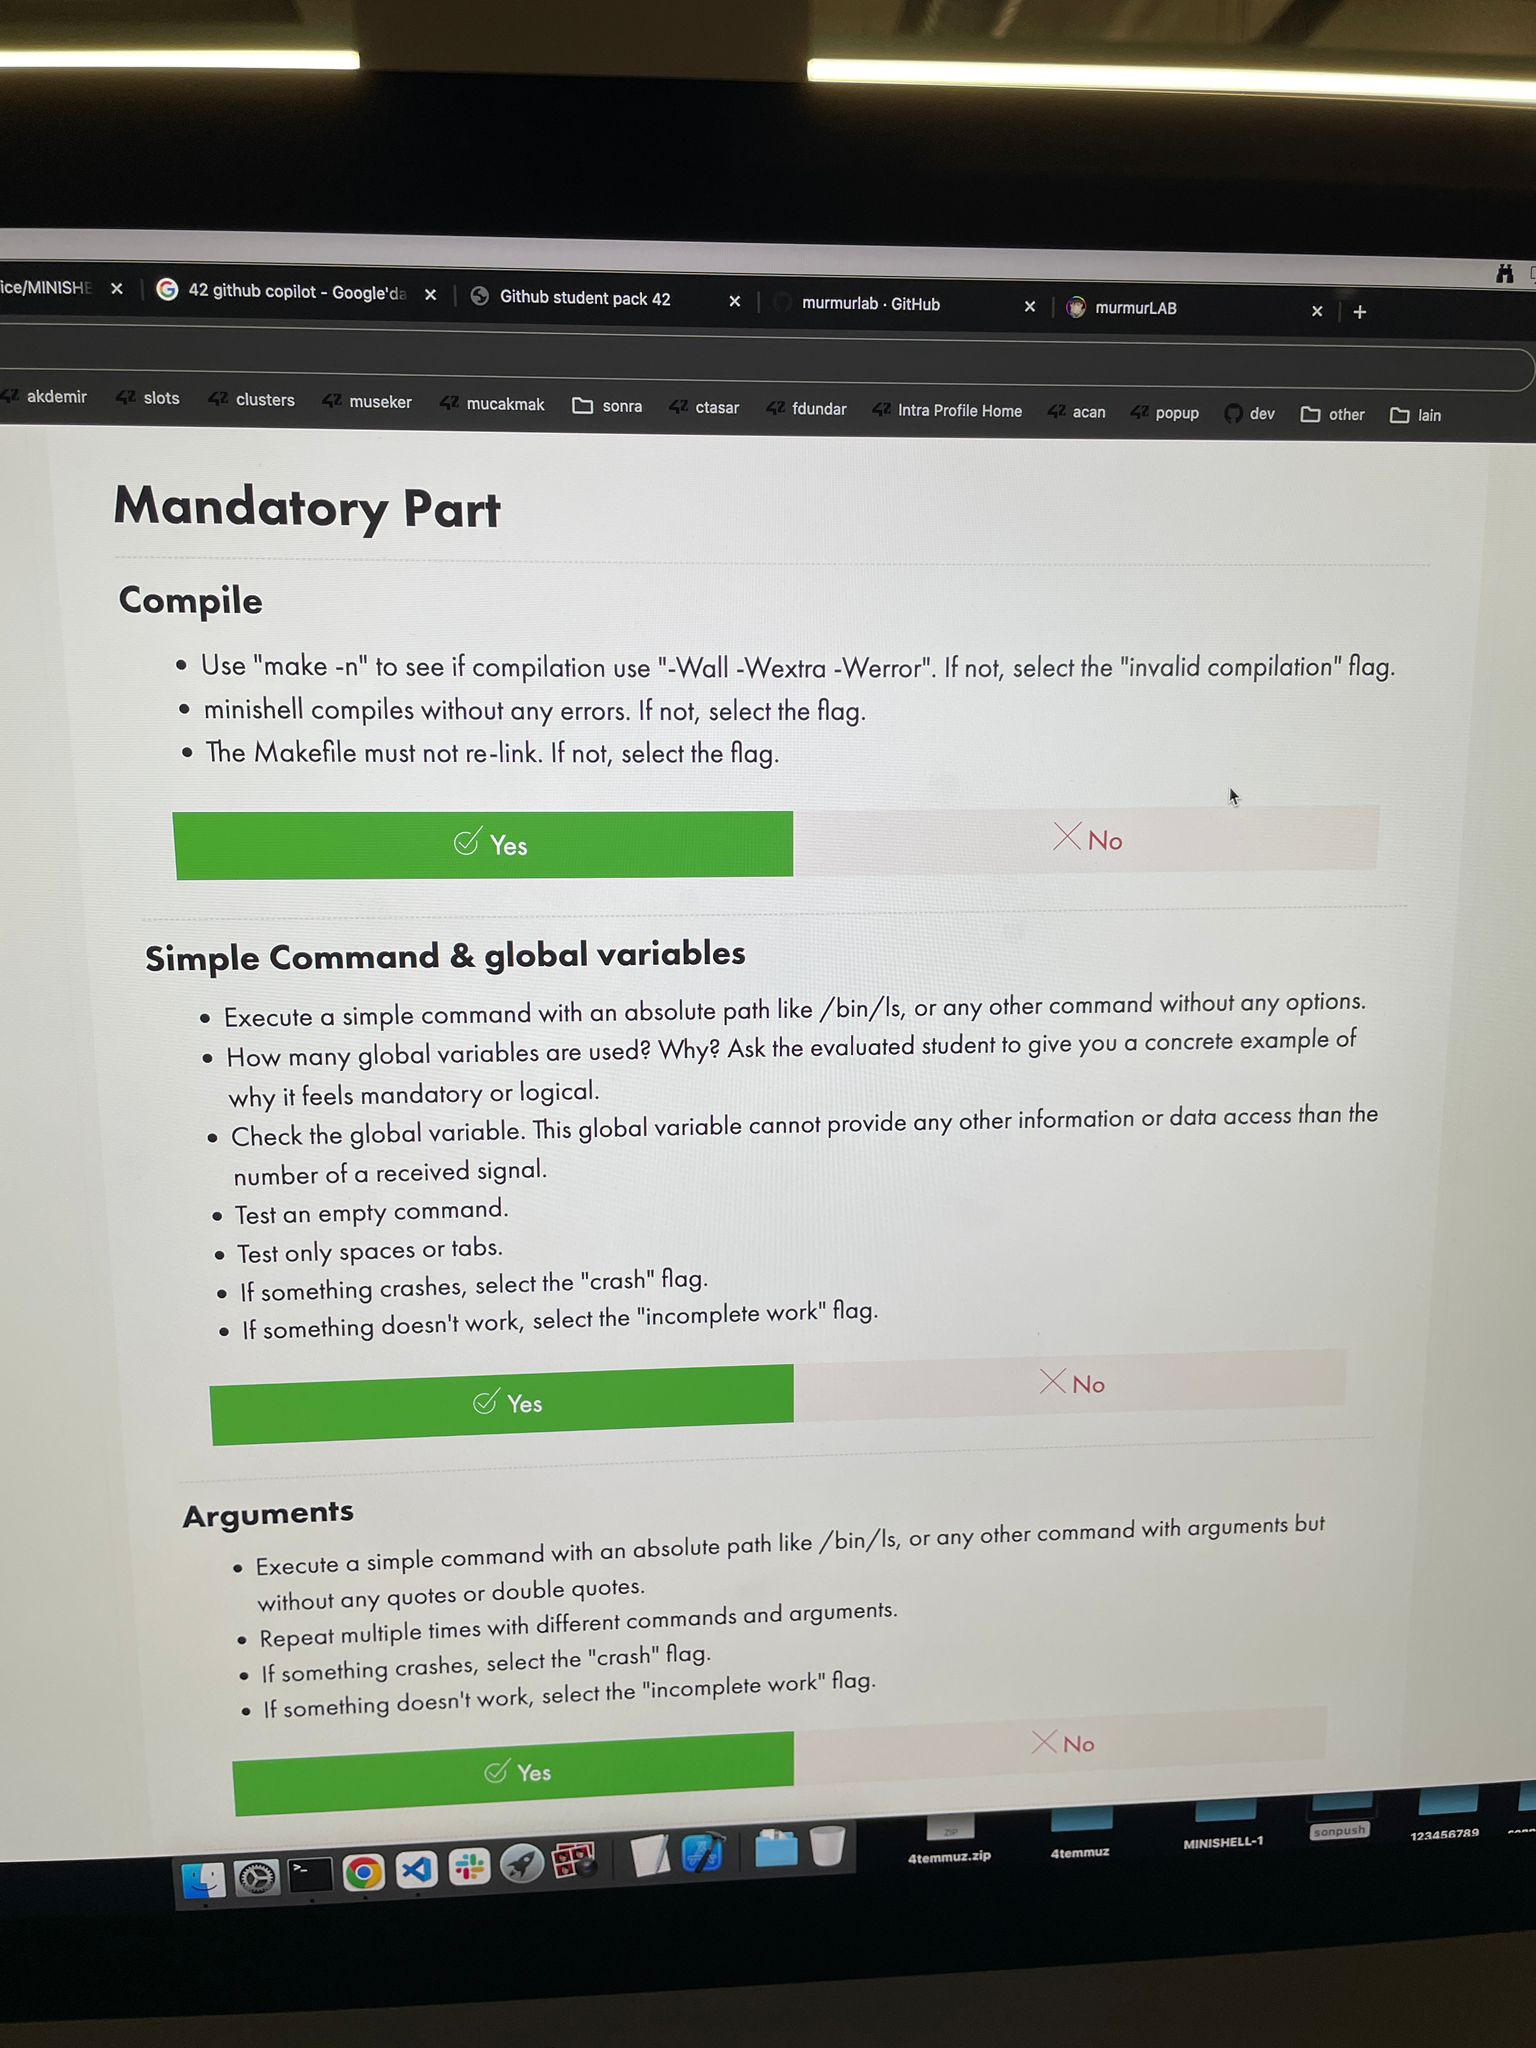 ice/MINISHE
42 github copilot - Google'da
Github student pack 42
murmurlab · GitHub
murmurLAB
akdemir
slots
clusters
museker
mucakmak
sonra
ctasar
fdundar
Intra Profile Home
acan
popup
dev
other
lain
Mandatory Part
Compile
• Use "make -n" to see if compilation use "-Wall -Wextra -Werror". If not, select the "invalid compilation" flag.
• minishell compiles without any errors. If not, select the flag.
• The Makefile must not re-link. If not, select the flag.
Yes
No
Simple Command & global variables
• Execute a simple command with an absolute path like /bin/ls, or any other command without any options.
• How many global variables are used? Why? Ask the evaluated student to give you a concrete example of
why it feels mandatory or logical.
• Check the global variable. This global variable cannot provide any other information or data access than the
number of a received signal.
• Test an empty command.
• Test only spaces or tabs.
• If something crashes, select the "crash" flag.
• If something doesn't work, select the "incomplete work" flag.
Yes
No
Arguments
• Execute a simple command with an absolute path like /bin/ls, or any other command with arguments but
without any quotes or double quotes.
• Repeat multiple times with different commands and arguments.
• If something crashes, select the "crash" flag.
• If something doesn't work, select the "incomplete work" flag.
Yes
No
ZIP
4temmuz.zip
4temmuz
MINISHELL-1
sonpush
123456789